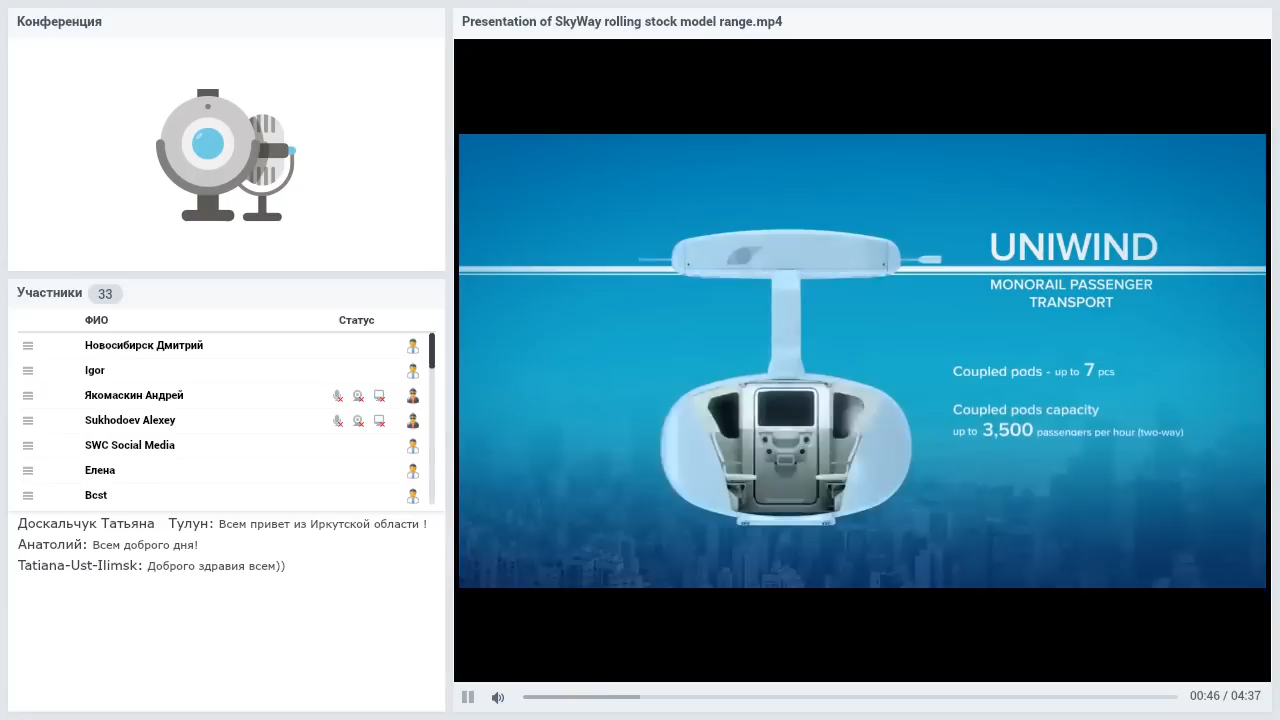 Конференция
Участники 33
ФИО Статус
Новосибирск Дмитрий
Igor
Якомаскин Андрей
Sukhodoev Alexey
SWC Social Media
Елена
Bcst
Доскальчук Татьяна Тулун: Всем привет из Иркутской области !
Анатолий: Всем доброго дня!
Tatiana-Ust-Ilimsk: Доброго здравия всем))
Presentation of SkyWay rolling stock model range.mp4
UNIWIND
MONORAIL PASSENGER
TRANSPORT
Coupled pods - up to 7 pcs
Coupled pods capacity
up to 3,500 passengers per hour (two-way)
00:46 / 04:37